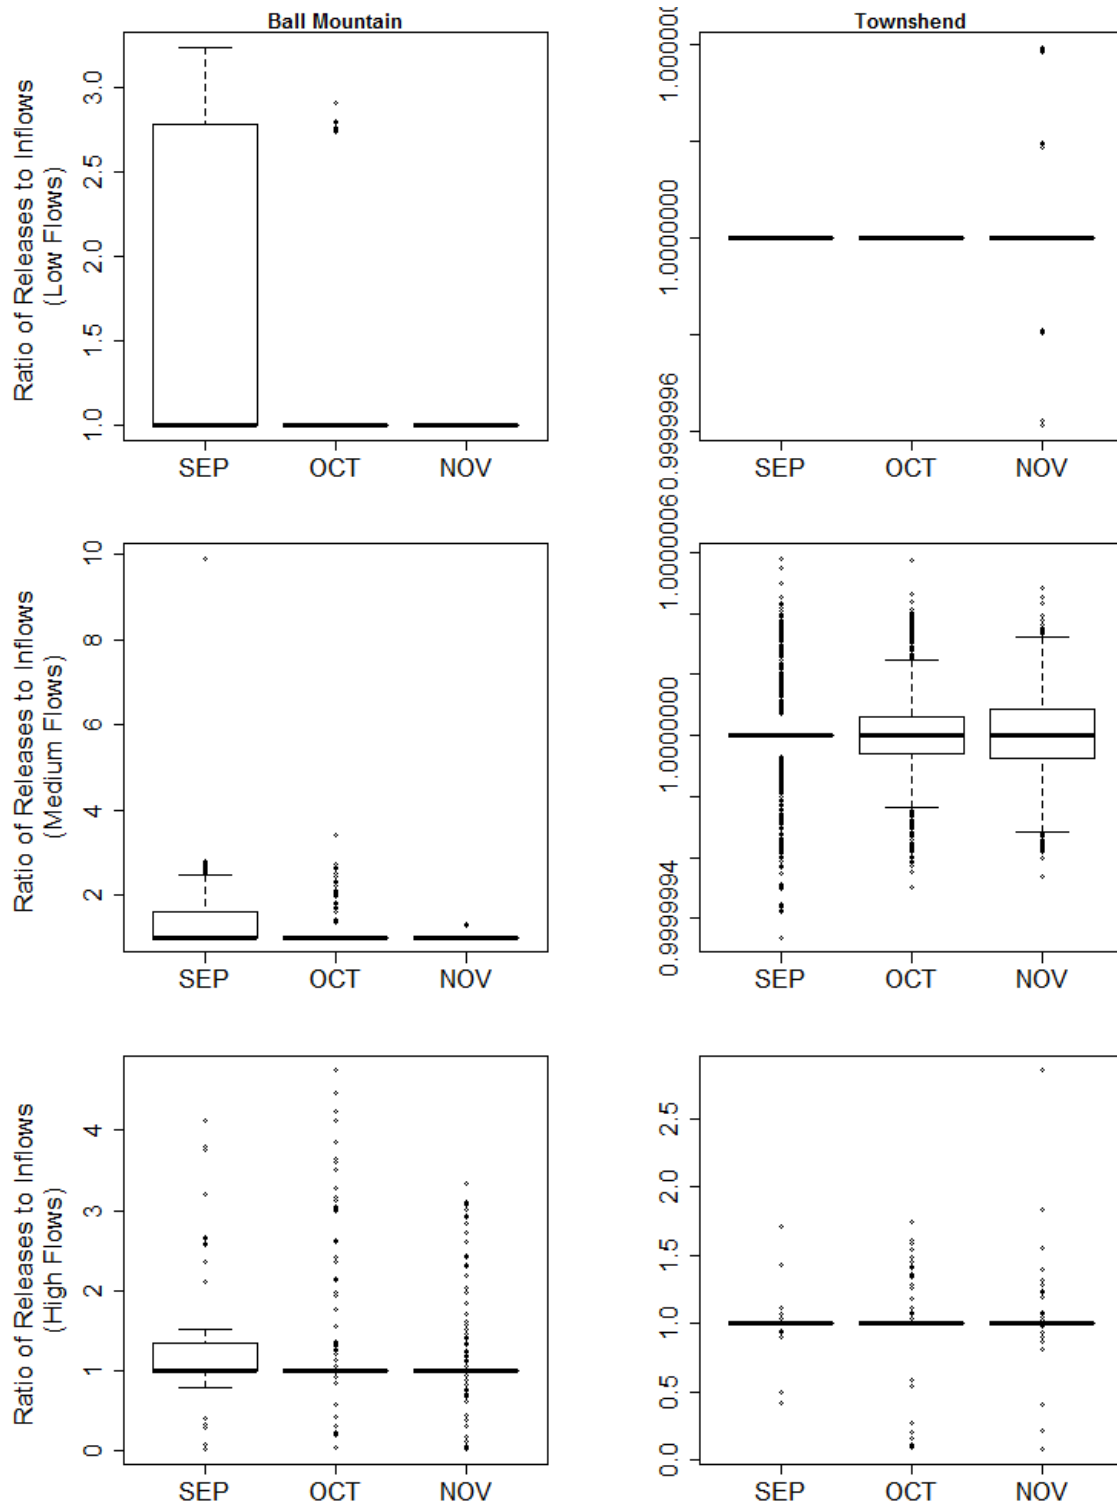 Ball Mountain
Townshend
Ratio of Releases to Inflows
(Low Flows)
1.0 1.5 2.0 2.5 3.0
SEP OCT NOV
0.9999996 1.0000000
SEP OCT NOV
Ratio of Releases to Inflows
(Medium Flows)
2 4 6 8 10
SEP OCT NOV
0.9999994 1.0000000 1.0000006
SEP OCT NOV
Ratio of Releases to Inflows
(High Flows)
0 1 2 3 4
SEP OCT NOV
0.0 0.5 1.0 1.5 2.0 2.5
SEP OCT NOV